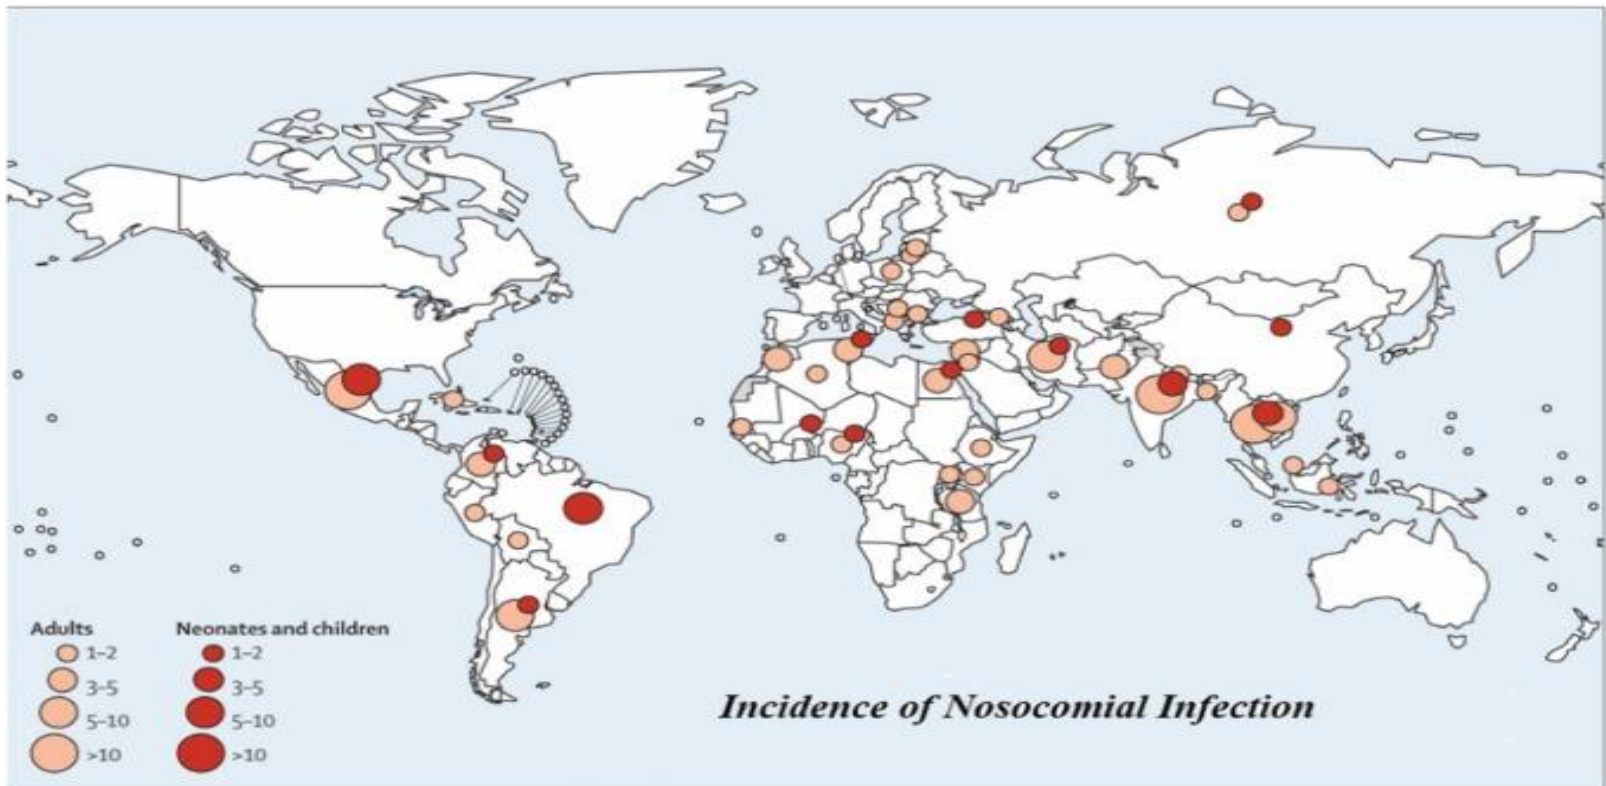 Adults
1–2
3–5
5–10
>10
Neonates and children
1–2
3–5
5–10
>10
Incidence of Nosocomial Infection